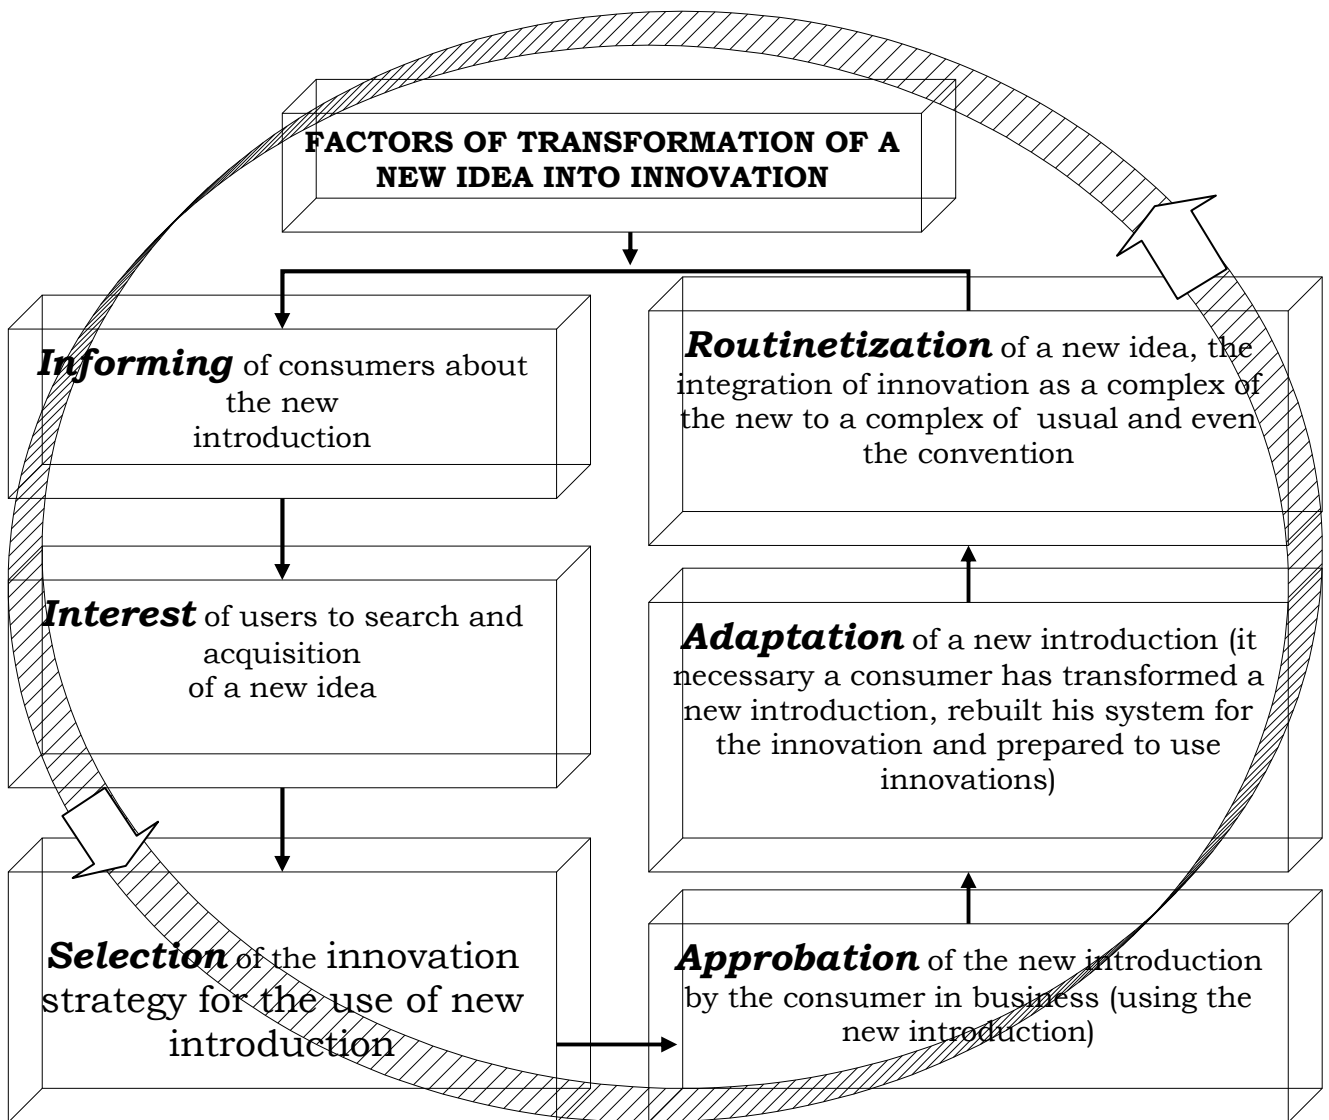 FACTORS OF TRANSFORMATION OF A
NEW IDEA INTO INNOVATION
Informing of consumers about
the new
introduction
Interest of users to search and
acquisition
of a new idea
Selection of the innovation
strategy for the use of new
introduction
Approbation of the new introduction
by the consumer in business (using the
new introduction)
Adaptation of a new introduction (it
necessary a consumer has transformed a
new introduction, rebuilt his system for
the innovation and prepared to use
innovations)
Routinetization of a new idea, the
integration of innovation as a complex of
the new to a complex of  usual and even
the convention